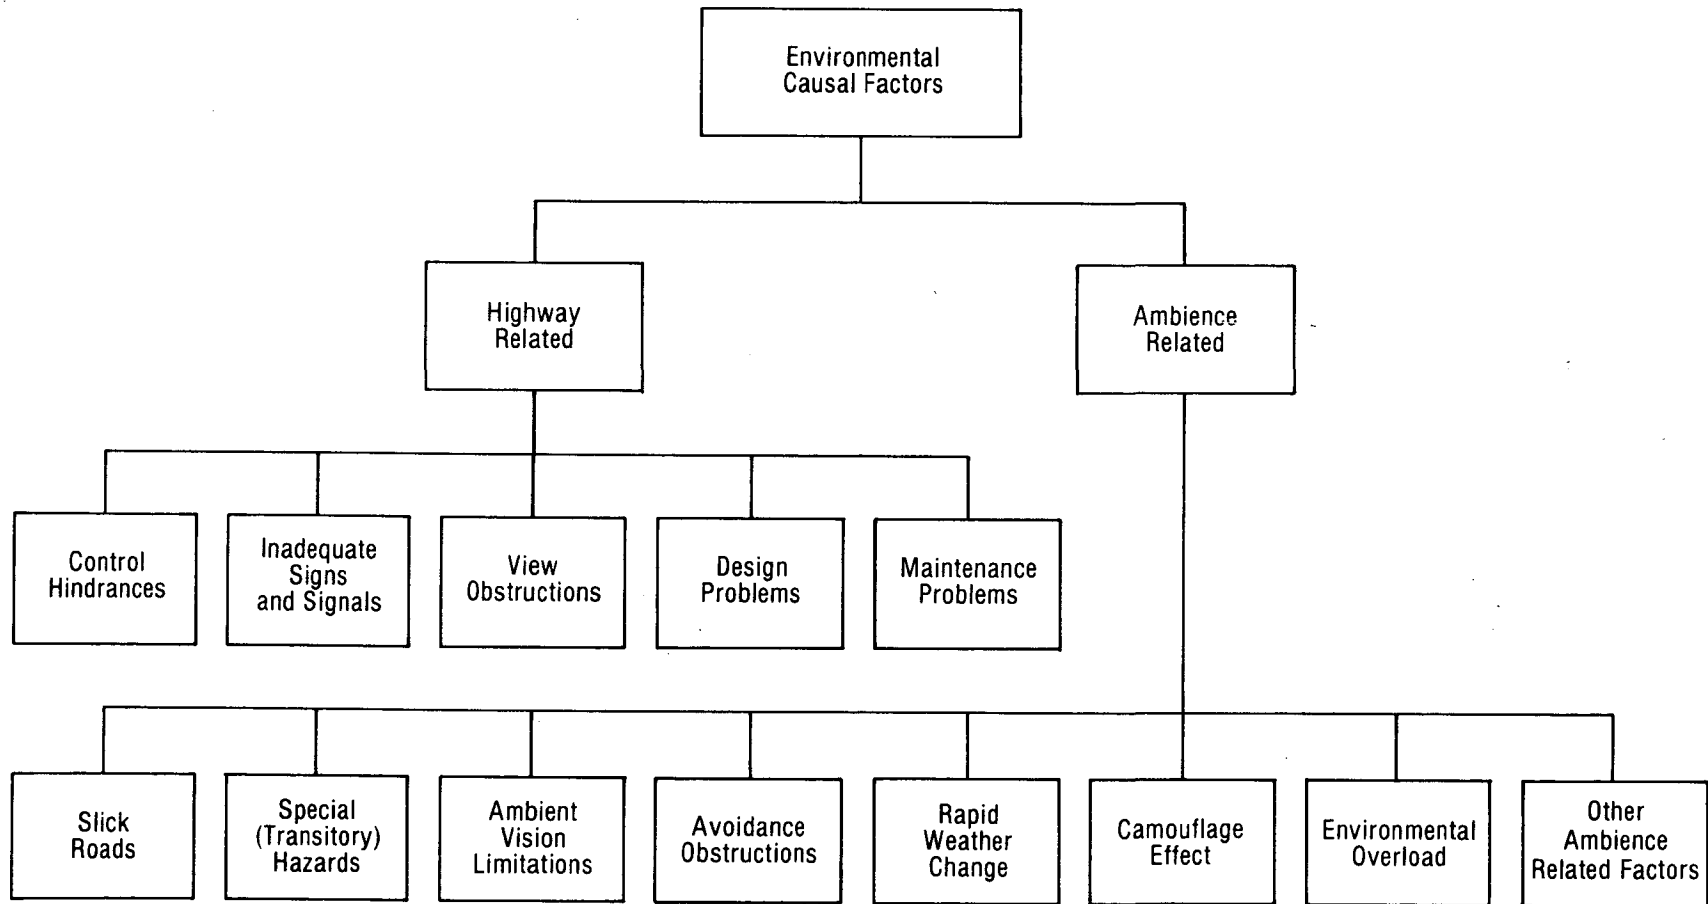 Environmental
Causal Factors
Highway
Related
Ambience
Related
Control
Hindrances
Inadequate
Signs
and Signals
View
Obstructions
Design
Problems
Maintenance
Problems
Slick
Roads
Special
(Transitory)
Hazards
Ambient
Vision
Limitations
Avoidance
Obstructions
Rapid
Weather
Change
Camouflage
Effect
Environmental
Overload
Other
Ambience
Related Factors